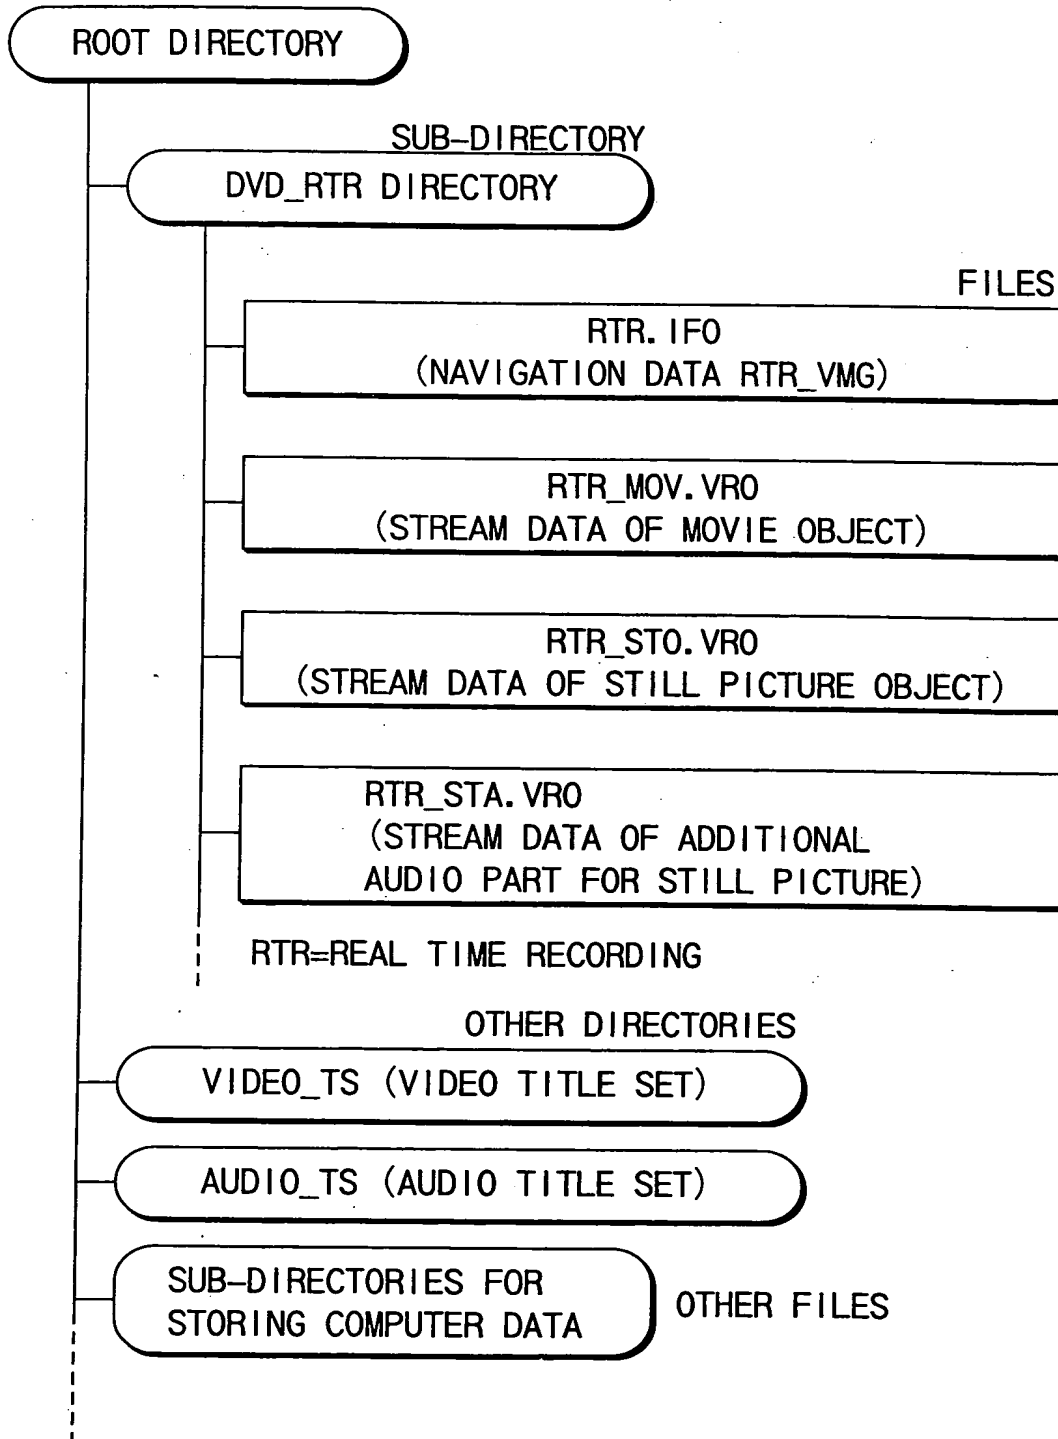 ROOT DIRECTORY
SUB-DIRECTORY
DVD_RTR DIRECTORY
FILES
RTR.IFO
(NAVIGATION DATA RTR_VMG)
RTR_MOV.VRO
(STREAM DATA OF MOVIE OBJECT)
RTR_STO.VRO
(STREAM DATA OF STILL PICTURE OBJECT)
RTR_STA.VRO
(STREAM DATA OF ADDITIONAL
AUDIO PART FOR STILL PICTURE)
RTR=REAL TIME RECORDING
OTHER DIRECTORIES
VIDEO_TS (VIDEO TITLE SET)
AUDIO_TS (AUDIO TITLE SET)
SUB-DIRECTORIES FOR
STORING COMPUTER DATA
OTHER FILES